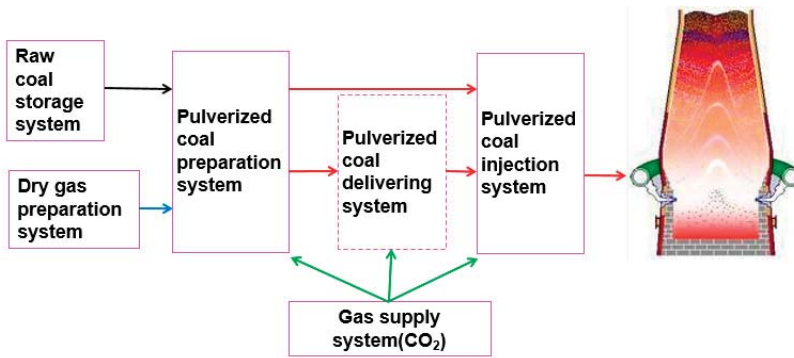 Raw
coal
storage
system
Dry gas
preparation
system
Pulverized
coal
preparation
system
Pulverized
coal
delivering
system
Pulverized
coal
injection
system
Gas supply
system(CO₂)